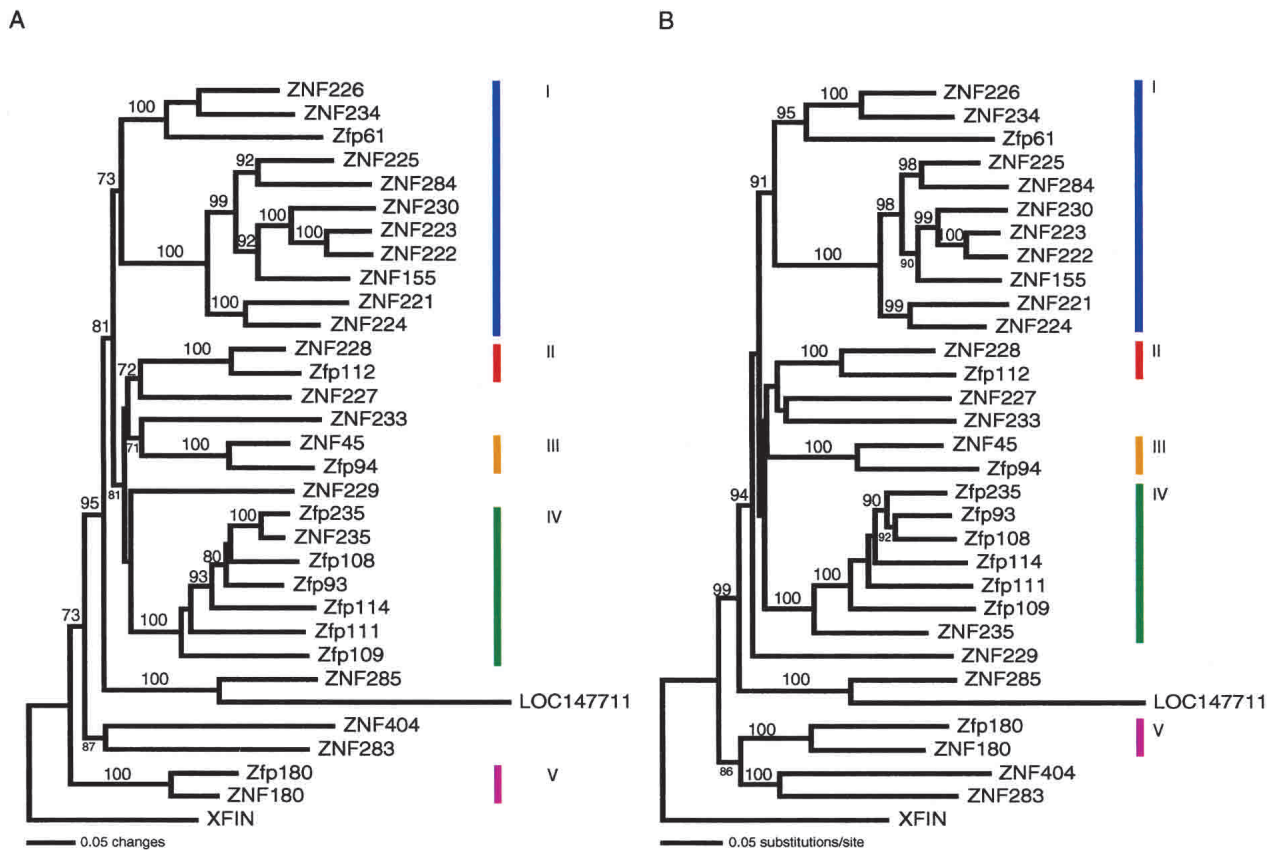 A
ZNF226
100
ZNF234
Zfp61
ZNF225
92
ZNF284
73
99
ZNF230
100
ZNF223
100
92
ZNF222
100
ZNF155
ZNF221
100
ZNF224
81
ZNF228
100
72
Zfp112
ZNF227
ZNF233
71
ZNF45
100
Zfp94
81
ZNF229
95
Zfp235
100
ZNF235
80
Zfp108
93
Zfp93
Zfp114
73
100
Zfp111
Zfp109
ZNF285
100
LOC147711
ZNF404
87
ZNF283
Zfp180
100
ZNF180
XFIN
0.05 changes
I
II
III
IV
V
B
ZNF226
100
95
ZNF234
Zfp61
ZNF225
98
ZNF284
91
98
ZNF230
99
ZNF223
100
90
ZNF222
100
ZNF155
ZNF221
99
ZNF224
ZNF228
100
Zfp112
ZNF227
ZNF233
ZNF45
100
Zfp94
94
Zfp235
90
Zfp93
92
Zfp108
Zfp114
100
Zfp111
99
100
Zfp109
ZNF235
ZNF229
ZNF285
100
LOC147711
Zfp180
100
ZNF180
86
ZNF404
100
ZNF283
XFIN
0.05 substitutions/site
I
II
III
IV
V